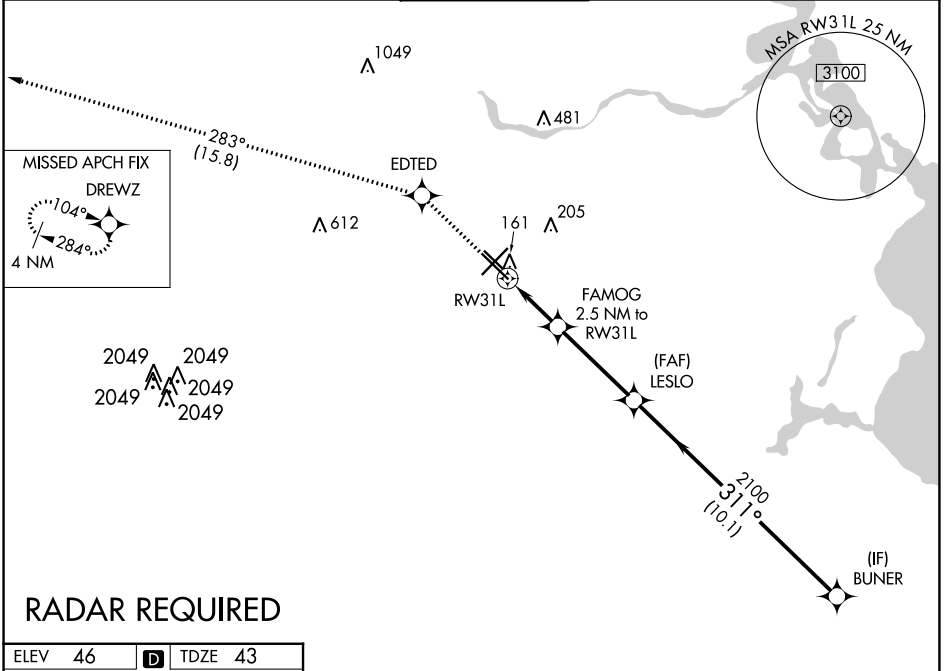 MSA RW31L 25 NM
3100
1049
481
283°
(15.8)
EDTED
MISSED APCH FIX
DREWZ
104°
284°
4 NM
612
161
205
RW31L
FAMOG
2.5 NM to
RW31L
(FAF)
LESLO
2049
2049
2049
2049
2049
2100
311°
(10.1)
(IF)
BUNER
RADAR REQUIRED
ELEV 46 D TDZE 43